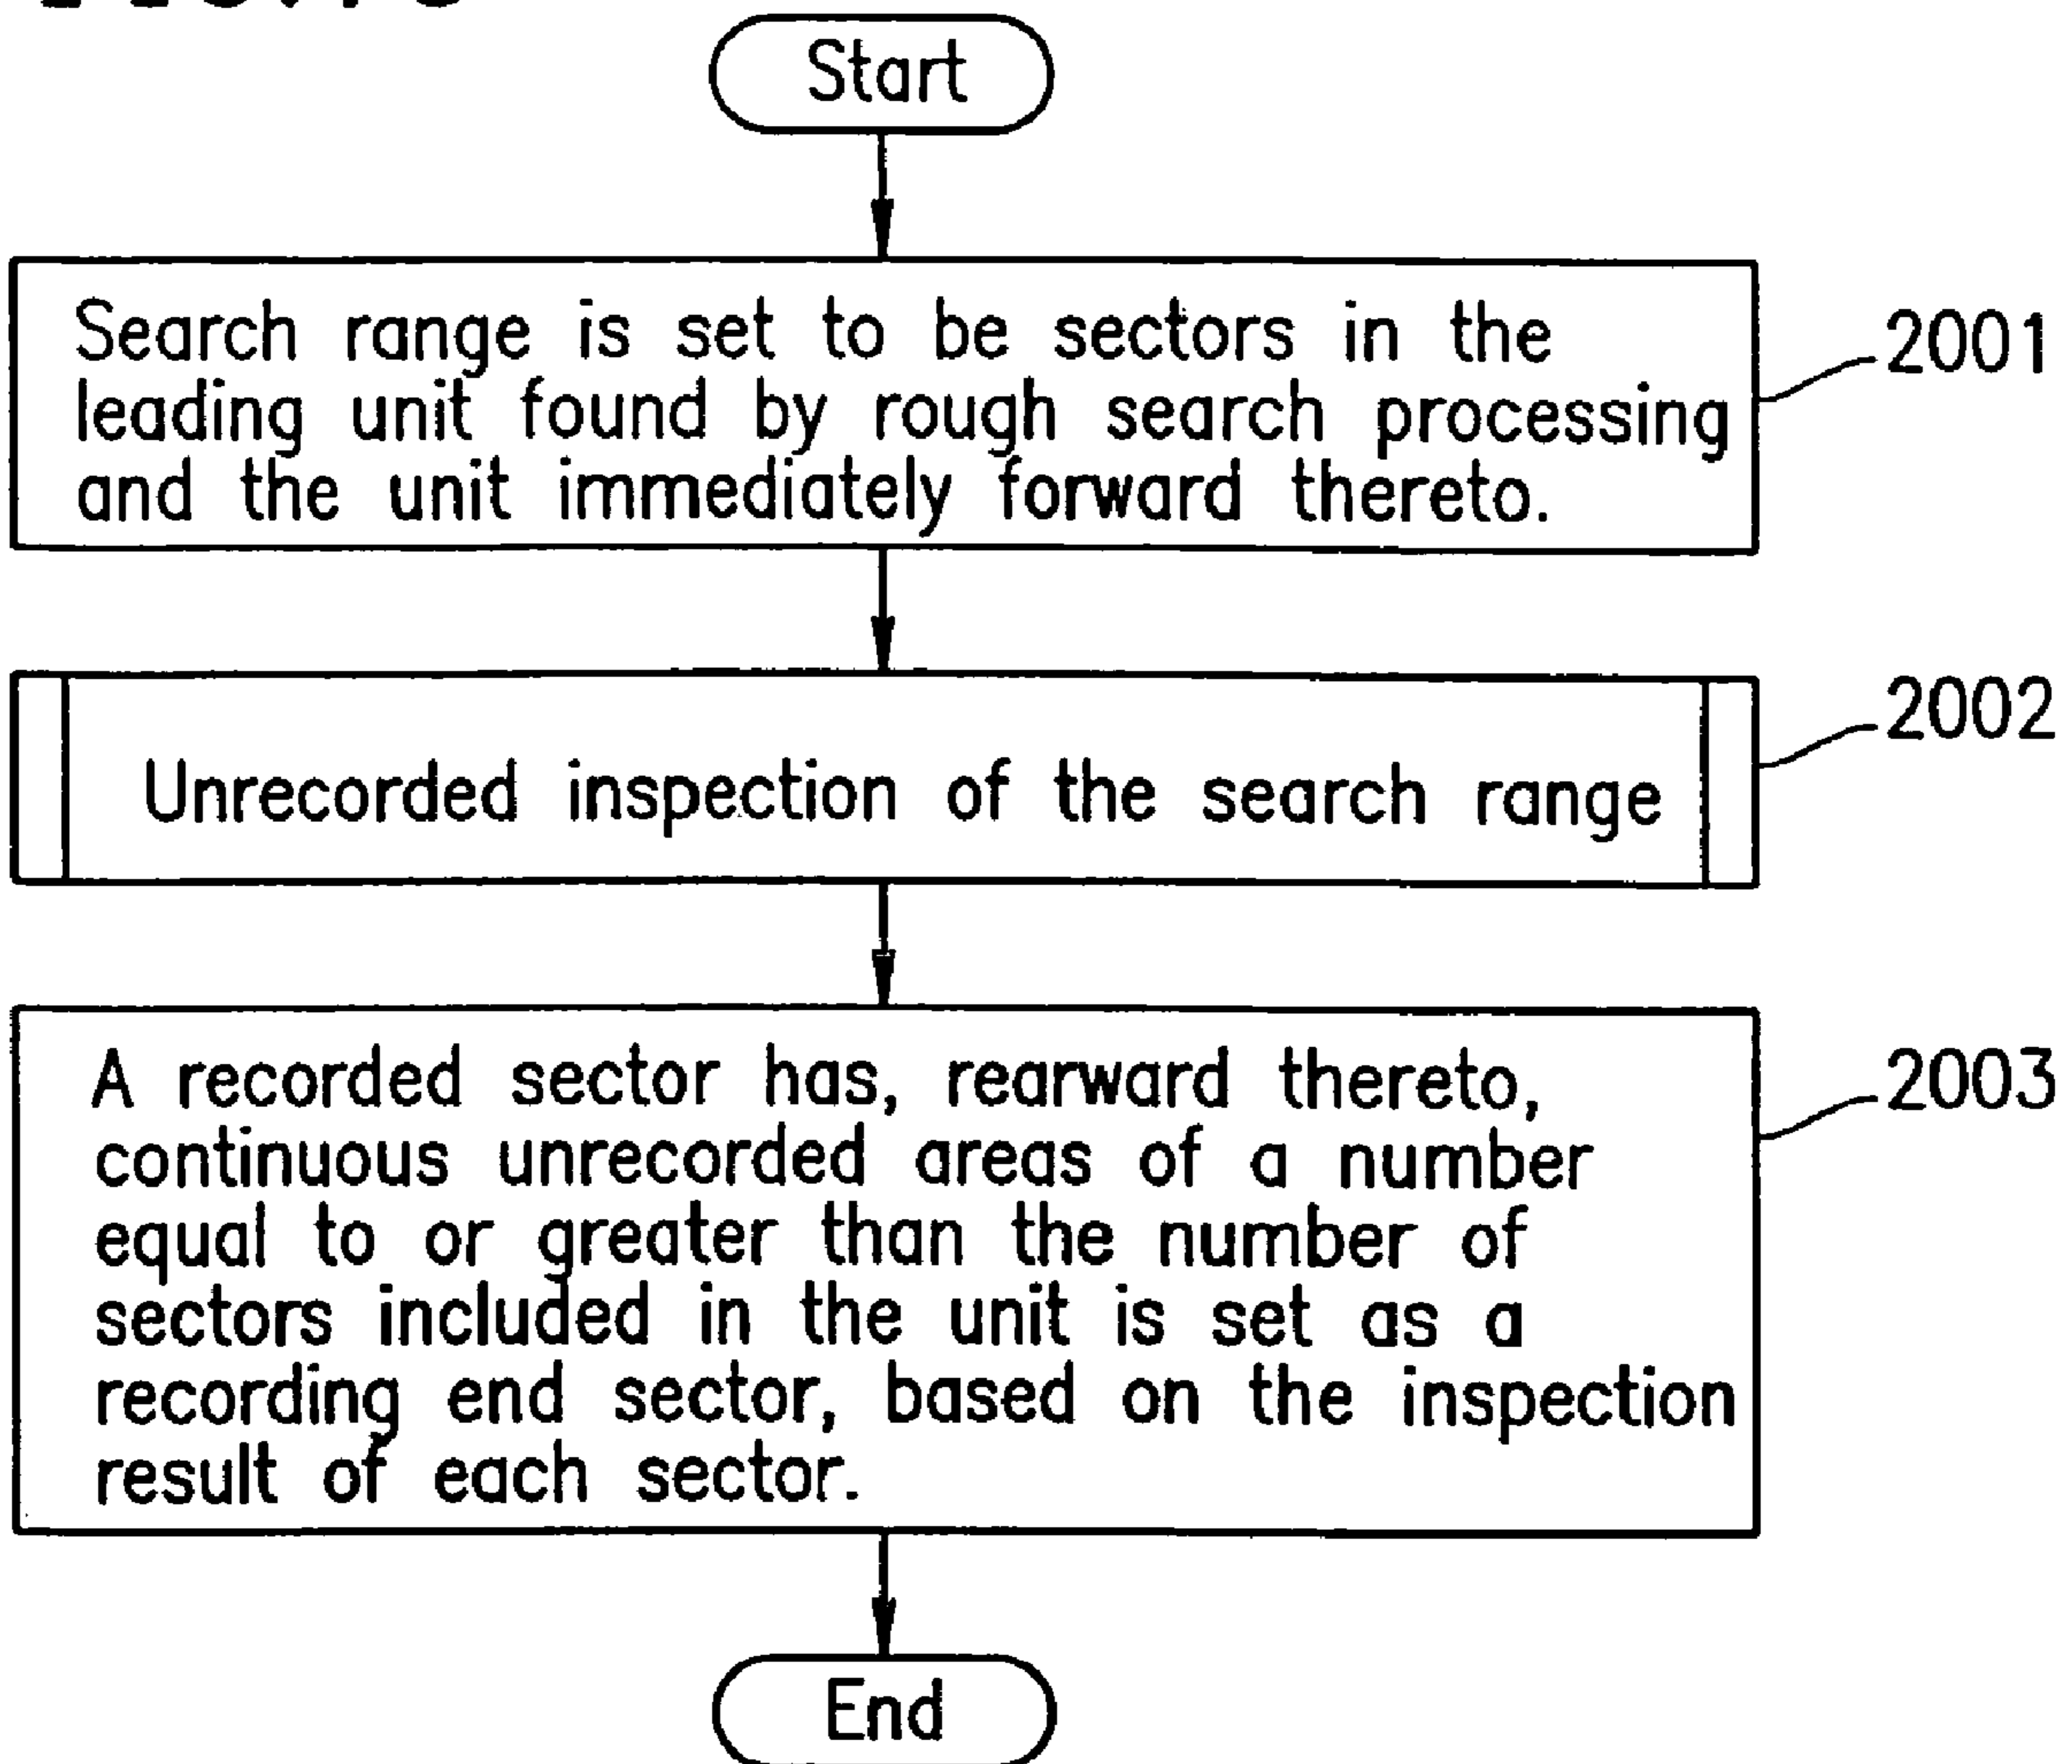 Start
Search range is set to be sectors in the
leading unit found by rough search processing
and the unit immediately forward thereto.
2001
Unrecorded inspection of the search range
2002
A recorded sector has, rearward thereto,
continuous unrecorded areas of a number
equal to or greater than the number of
sectors included in the unit is set as a
recording end sector, based on the inspection
result of each sector.
2003
End